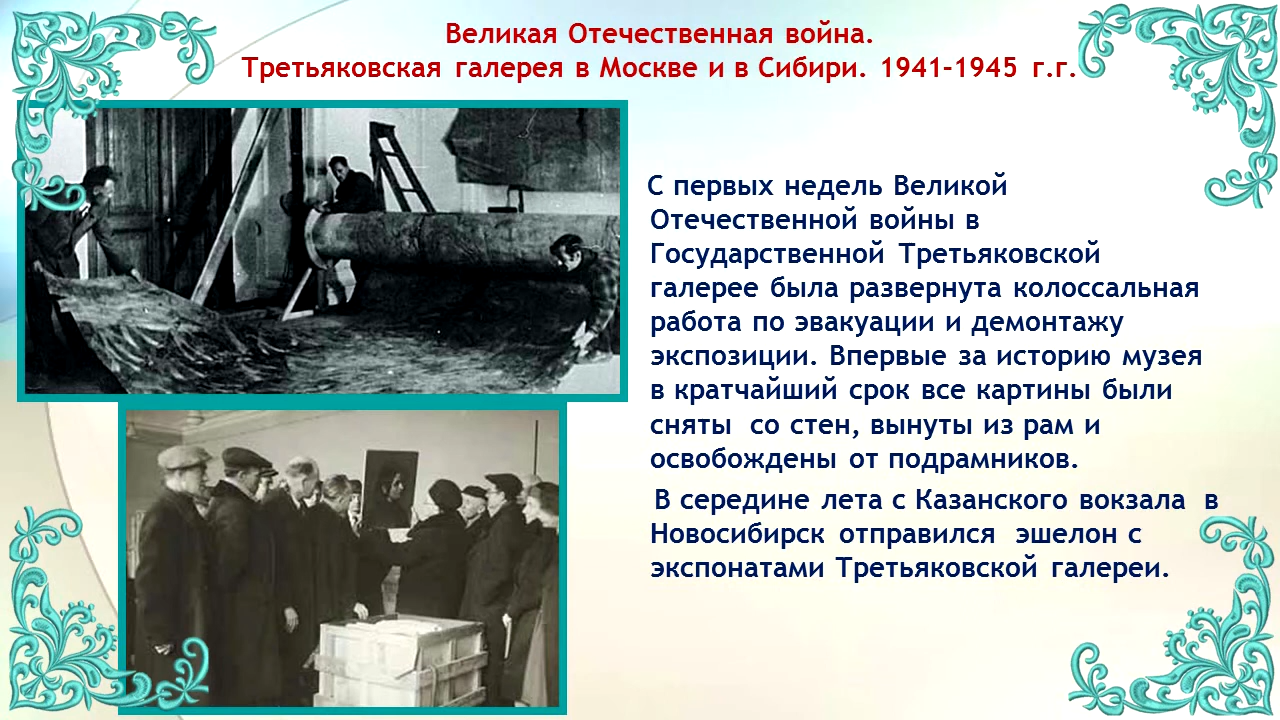 Великая Отечественная война.
Третьяковская галерея в Москве и в Сибири. 1941–1945 г.г.
С первых недель Великой
Отечественной войны в
Государственной Третьяковской
галерее была развернута колоссальная
работа по эвакуации и демонтажу
экспозиции. Впервые за историю музея
в кратчайший срок все картины были
сняты  со стен, вынуты из рам и
освобождены от подрамников.
В середине лета с Казанского вокзала  в
Новосибирск отправился  эшелон с
экспонатами Третьяковской галереи.